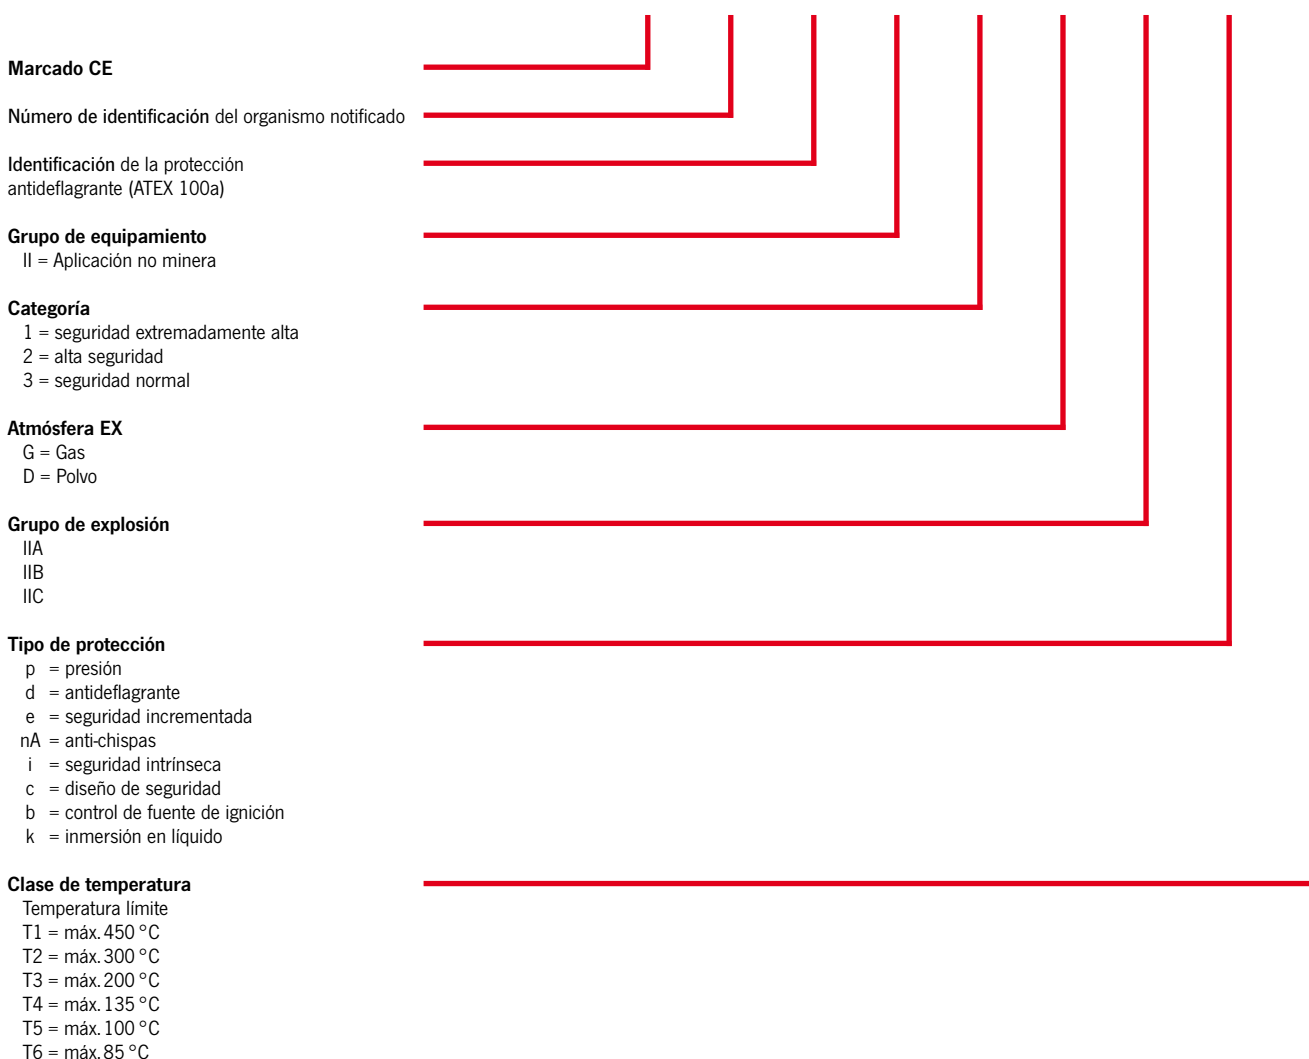 Marcado CE
Número de identificación del organismo notificado
Identificación de la protección
antideflagrante (ATEX 100a)
Grupo de equipamiento
II = Aplicación no minera
Categoría
1 = seguridad extremadamente alta
2 = alta seguridad
3 = seguridad normal
Atmósfera EX
G = Gas
D = Polvo
Grupo de explosión
IIA
IIB
IIC
Tipo de protección
p = presión
d = antideflagrante
e = seguridad incrementada
nA = anti-chispas
i = seguridad intrínseca
c = diseño de seguridad
b = control de fuente de ignición
k = inmersión en líquido
Clase de temperatura
Temperatura límite
T1 = máx. 450 °C
T2 = máx. 300 °C
T3 = máx. 200 °C
T4 = máx. 135 °C
T5 = máx. 100 °C
T6 = máx. 85 °C